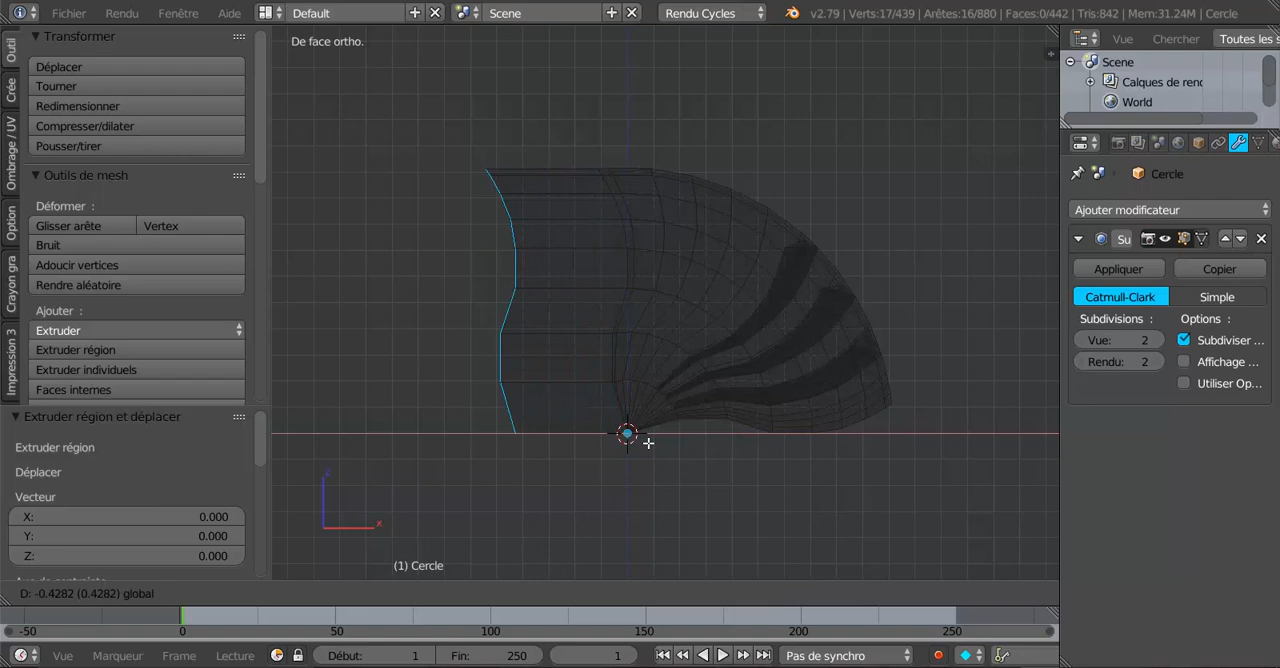 Fichier Rendu Fenêtre Aide Default Scene Rendu Cycles v2.79 | Verts:17/439 | Arêtes:16/880 | Faces:0/442 | Tris:842 | Mem:31.24M | Cercle
Outil
Crée
Ombrage / UV
Option
Crayon gra
Impression 3
Transformer
Déplacer
Tourner
Redimensionner
Compresser/dilater
Pousser/tirer
Outils de mesh
Déformer :
Glisser arête Vertex
Bruit
Adoucir vertices
Rendre aléatoire
Ajouter :
Extruder
Extruder région
Extruder individuels
Faces internes
Extruder région et déplacer
Extruder région
Déplacer
Vecteur
X: 0.000
Y: 0.000
Z: 0.000
De face ortho.
z
x
(1) Cercle
D: -0.4282 (0.4282) global
Vue Chercher Toutes les s
Scene
Calques de renc
World
Cercle
Ajouter modificateur
Su
Appliquer Copier
Catmull-Clark Simple
Subdivisions : Options :
Vue: 2 Subdiviser ...
Rendu: 2 Affichage ...
Utiliser Op...
-50 0 50 100 150 200 250
Vue Marqueur Frame Lecture Début: 1 Fin: 250 1 Pas de synchro